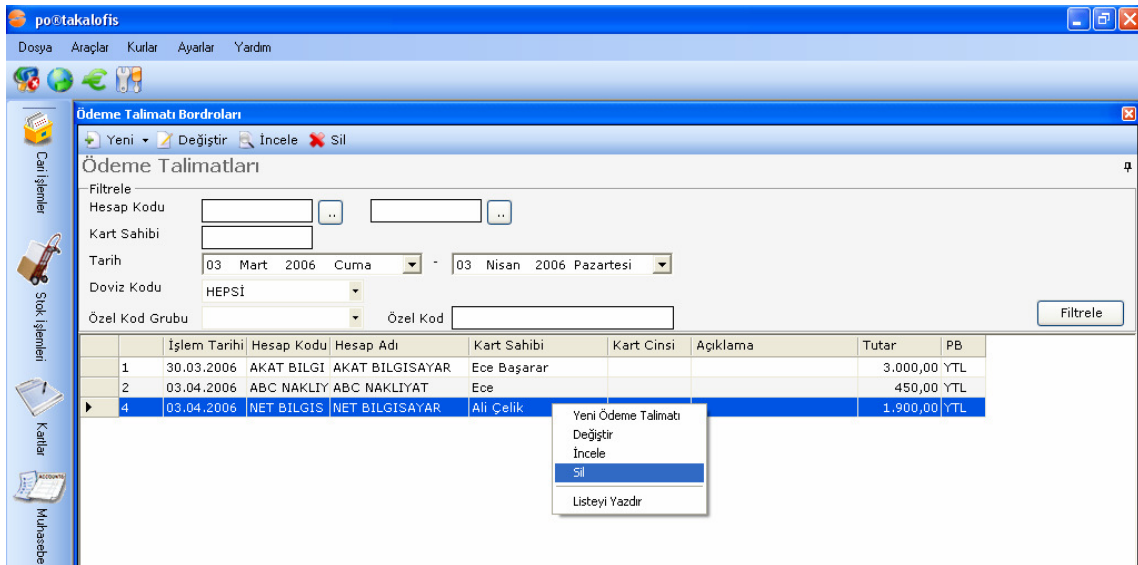 po®takalofis
Dosya Araçlar Kurlar Ayarlar Yardım
Ödeme Talimatı Bordroları
Yeni Değiştir İncele Sil
Ödeme Talimatları
Filtrele
Hesap Kodu .. ..
Kart Sahibi
Tarih 03 Mart 2006 Cuma - 03 Nisan 2006 Pazartesi
Doviz Kodu HEPSİ
Özel Kod Grubu Özel Kod Filtrele
İşlem Tarihi Hesap Kodu Hesap Adı Kart Sahibi Kart Cinsi Açıklama Tutar PB
1 30.03.2006 AKAT BILGI AKAT BILGISAYAR Ece Başarar 3.000,00 YTL
2 03.04.2006 ABC NAKLIY ABC NAKLIYAT Ece 450,00 YTL
4 03.04.2006 NET BILGIS NET BILGISAYAR Ali Çelik 1.900,00 YTL
Yeni Ödeme Talimatı
Değiştir
İncele
Sil
Listeyi Yazdır
Cari İşlemler
Stok İşlemleri
Kartlar
ACCOUNTS
Muhasebe